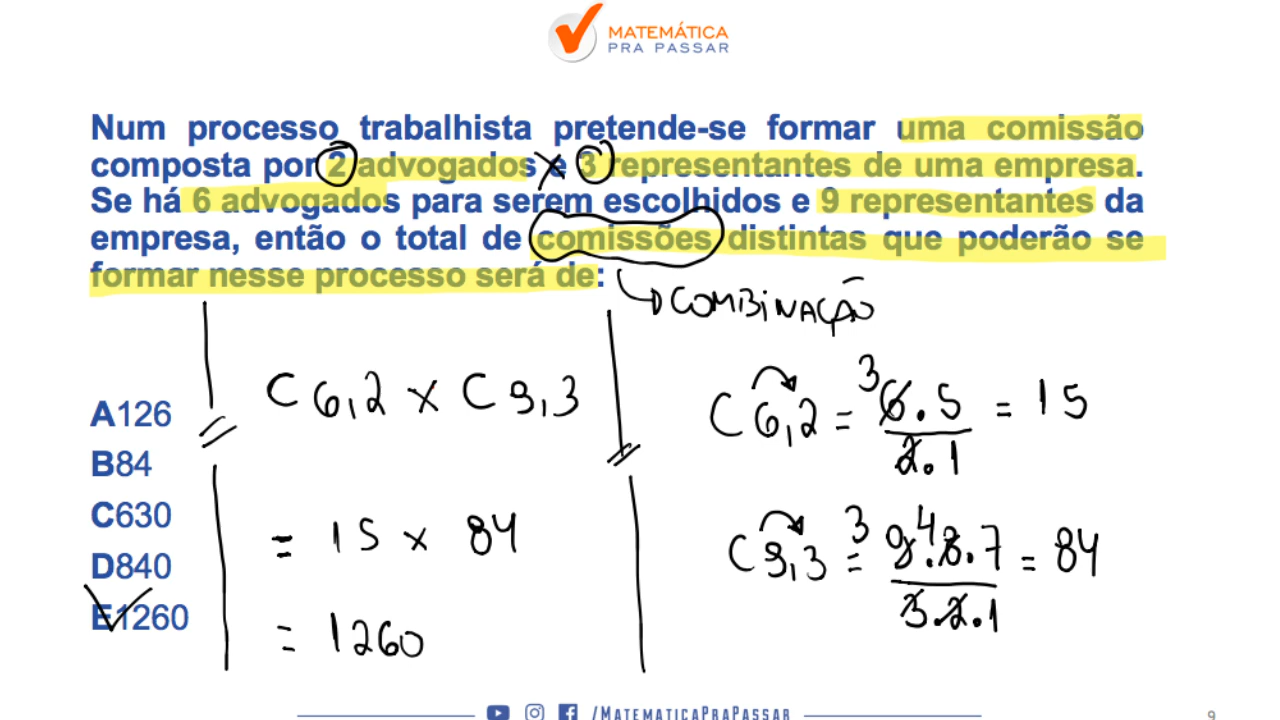 MATEMÁTICA
PRA PASSAR
Num processo trabalhista pretende-se formar uma comissão
composta por 2 advogados e 3 representantes de uma empresa.
Se há 6 advogados para serem escolhidos e 9 representantes da
empresa, então o total de comissões distintas que poderão se
formar nesse processo será de:
COMBINAÇÃO
A126
B84
C630
D840
E1260
C6,2 × C9,3
= 15 × 84
= 1260
3
C6,2 = 6.5 = 15
2.1
3 4
C9,3 = 9.8.7 = 84
3.2.1
/MATEMATICAPRAPASSAR
9